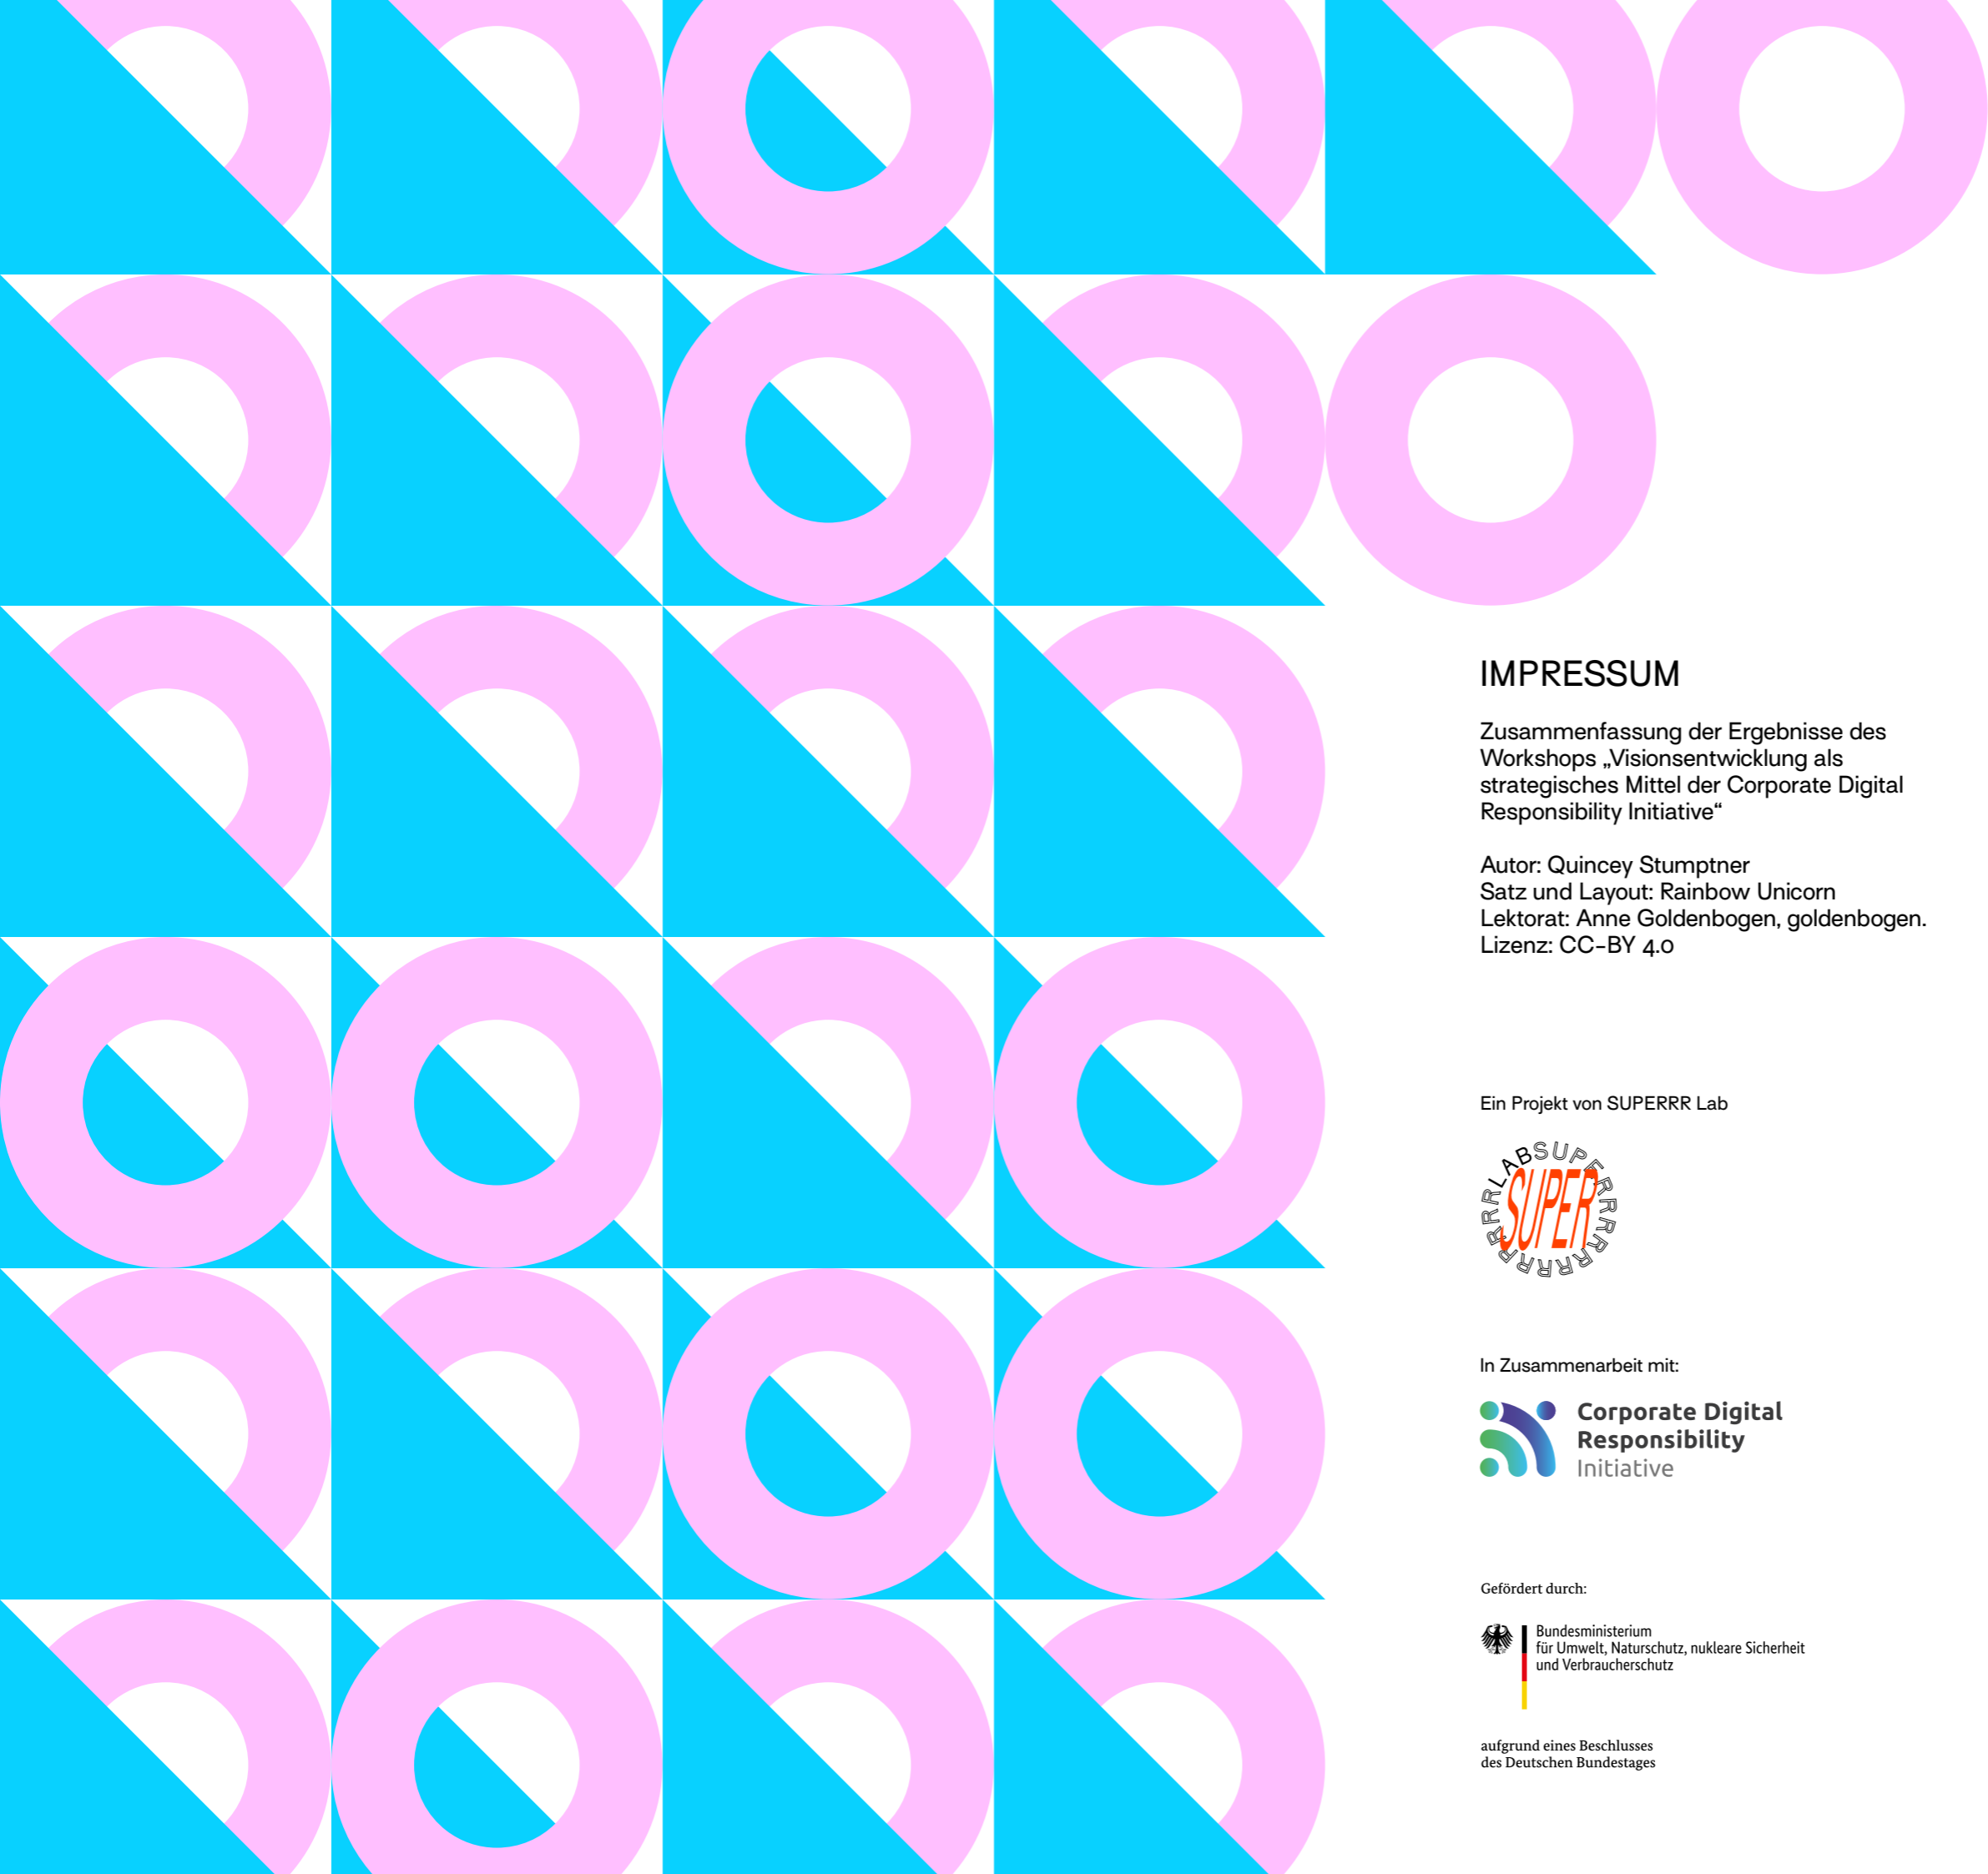 IMPRESSUM
Zusammenfassung der Ergebnisse des
Workshops „Visionsentwicklung als
strategisches Mittel der Corporate Digital
Responsibility Initiative“
Autor: Quincey Stumptner
Satz und Layout: Rainbow Unicorn
Lektorat: Anne Goldenbogen, goldenbogen.
Lizenz: CC-BY 4.0
Ein Projekt von SUPERRR Lab
LABSUPERRRRRRRRRRRRRR
SUPER
In Zusammenarbeit mit:
Corporate Digital
Responsibility
Initiative
Gefördert durch:
Bundesministerium
für Umwelt, Naturschutz, nukleare Sicherheit
und Verbraucherschutz
aufgrund eines Beschlusses
des Deutschen Bundestages